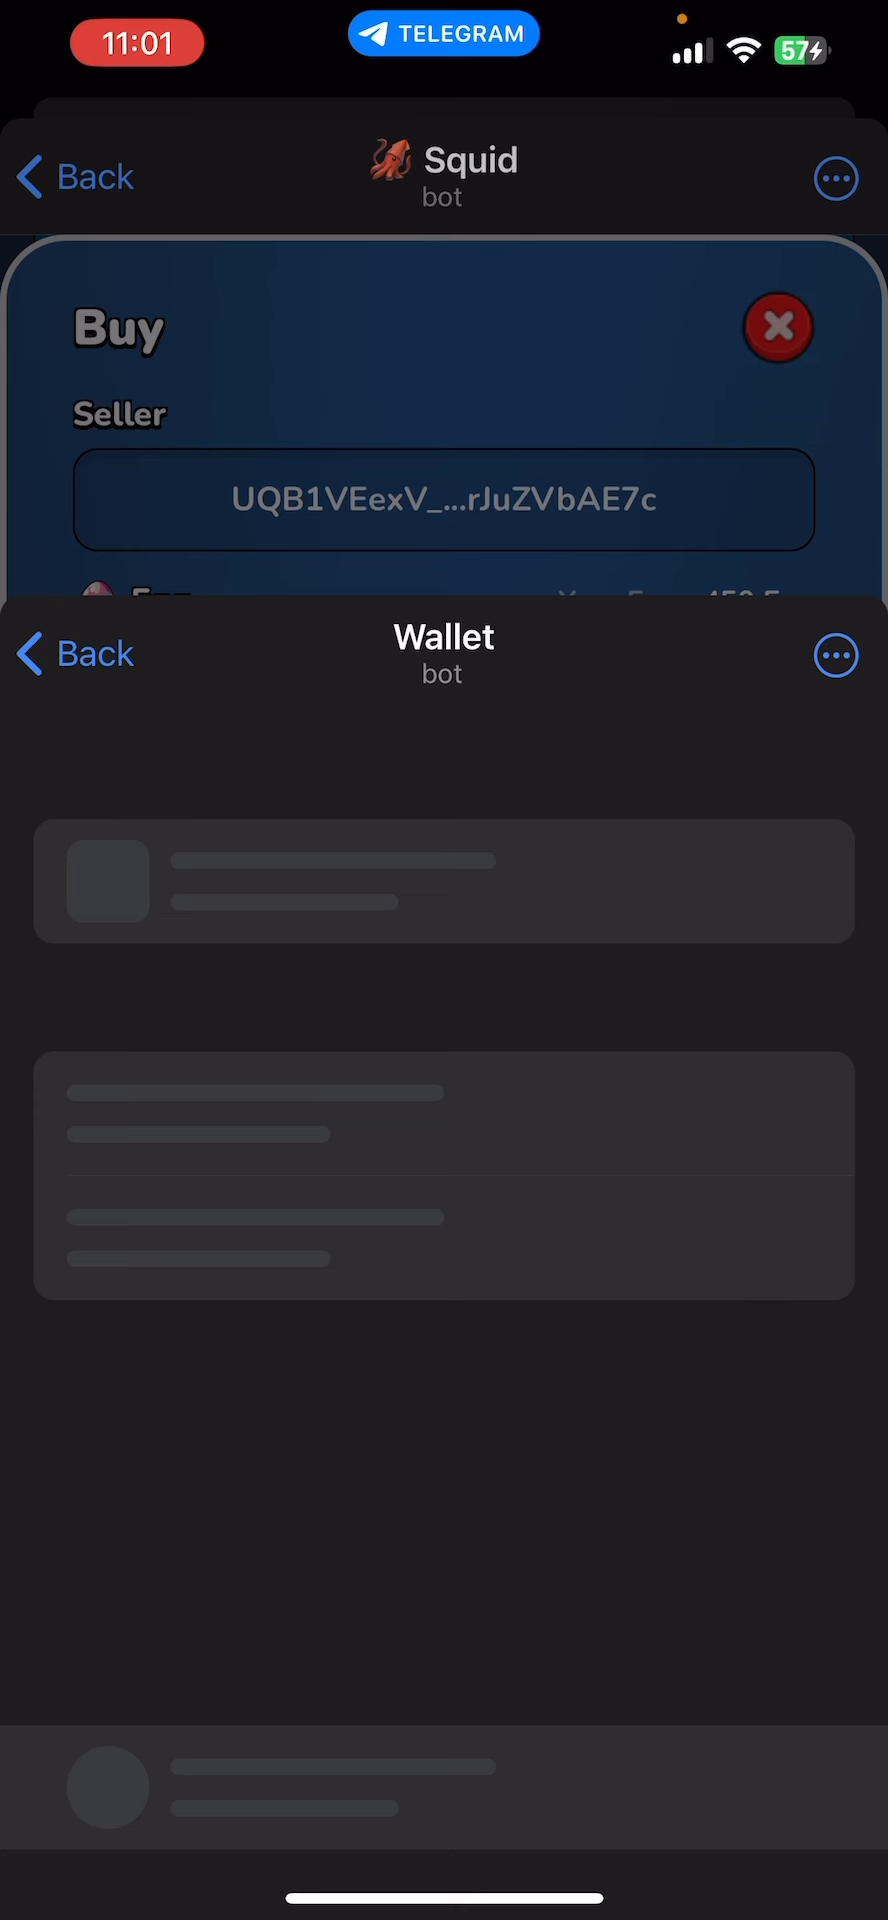 11:01
TELEGRAM
57
Back
Squid
bot
Buy
Seller
UQB1VEexV_...rJuZVbAE7c
Back
Wallet
bot